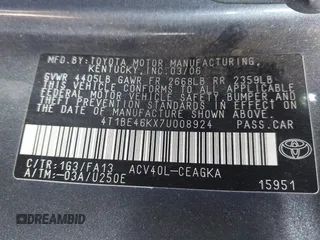 MFD.BY:TOYOTA MOTOR MANUFACTURING,
KENTUCKY,INC.03/06
GVWR 4405LB GAWR FR 2668LB RR 2359LB
THIS VEHICLE CONFORMS TO ALL
APPLICABLE FEDERAL MOTOR VEHICLE
SAFETY, BUMPER, AND THEFT PREVENTION
STANDARDS IN EFFECT ON THE DATE OF
MANUFACTURE SHOWN ABOVE.
4T1BE46KX7U008924
PASS. CAR
C/TR:1G3/FA13 ACV40L-CEAGKA
A/TM:-03A/U250E
TOYOTA
15951
DREAMBID